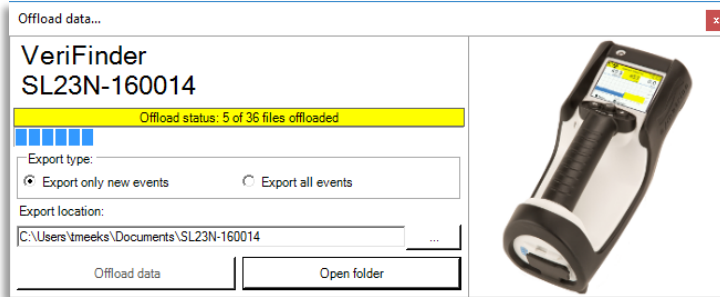 Offload data...
x
VeriFinder
SL23N-160014
Offload status: 5 of 36 files offloaded
Export type:
Export only new events
Export all events
Export location:
C:\Users\tmeeks\Documents\SL23N-160014
...
Offload data
Open folder